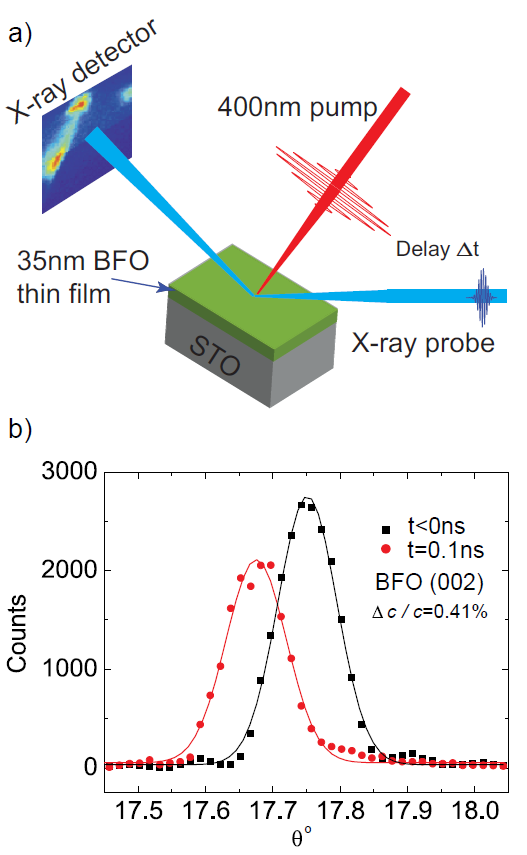 a)
X-ray detector
400nm pump
Delay Δt
35nm BFO
thin film
STO
X-ray probe
b)
3000
t<0ns
t=0.1ns
2000
BFO (002)
Δ c / c=0.41%
Counts
1000
0
17.5 17.6 17.7 17.8 17.9 18.0
θ°